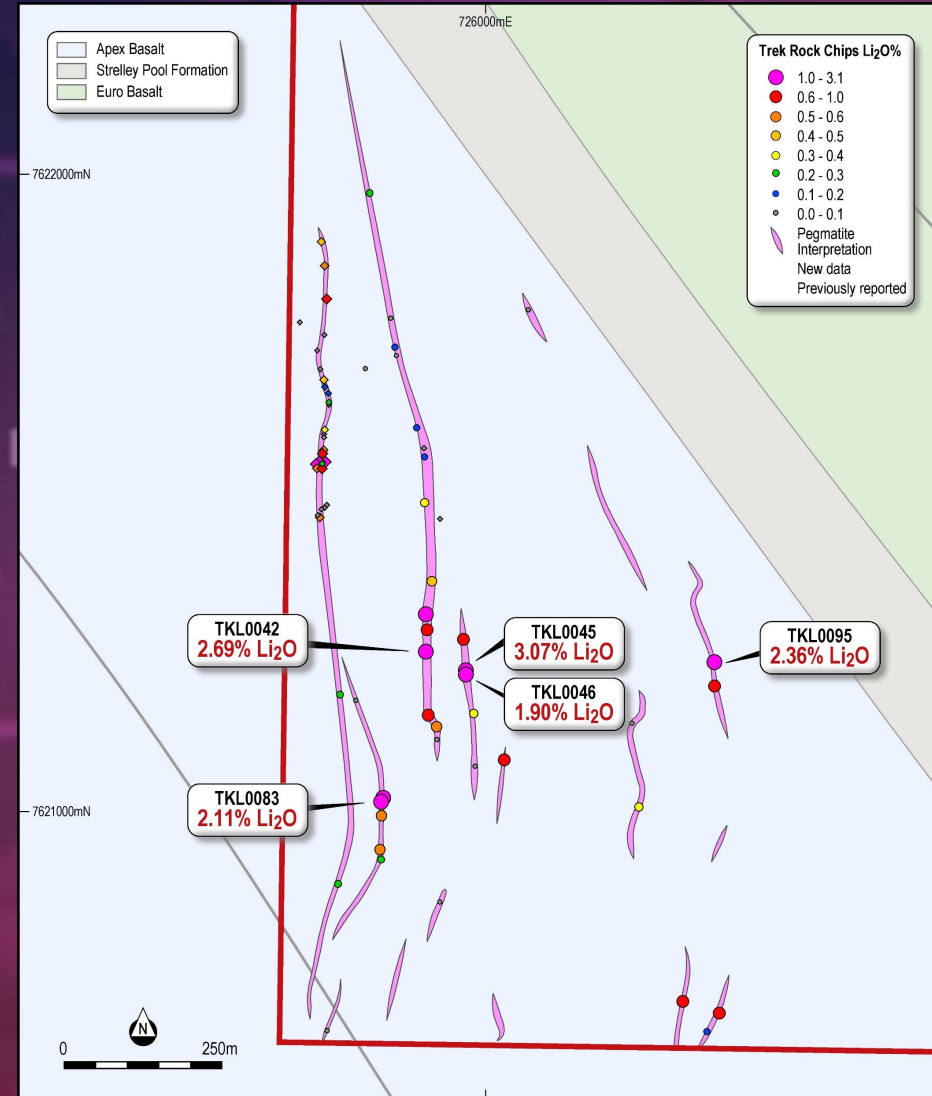 726000mE
Apex Basalt
Strelley Pool Formation
Euro Basalt
Trek Rock Chips Li₂O%
1.0 - 3.1
0.6 - 1.0
0.5 - 0.6
0.4 - 0.5
0.3 - 0.4
0.2 - 0.3
0.1 - 0.2
0.0 - 0.1
Pegmatite
Interpretation
New data
Previously reported
7622000mN
TKL0042
2.69% Li₂O
TKL0045
3.07% Li₂O
TKL0095
2.36% Li₂O
TKL0046
1.90% Li₂O
TKL0083
2.11% Li₂O
7621000mN
N
0 250m